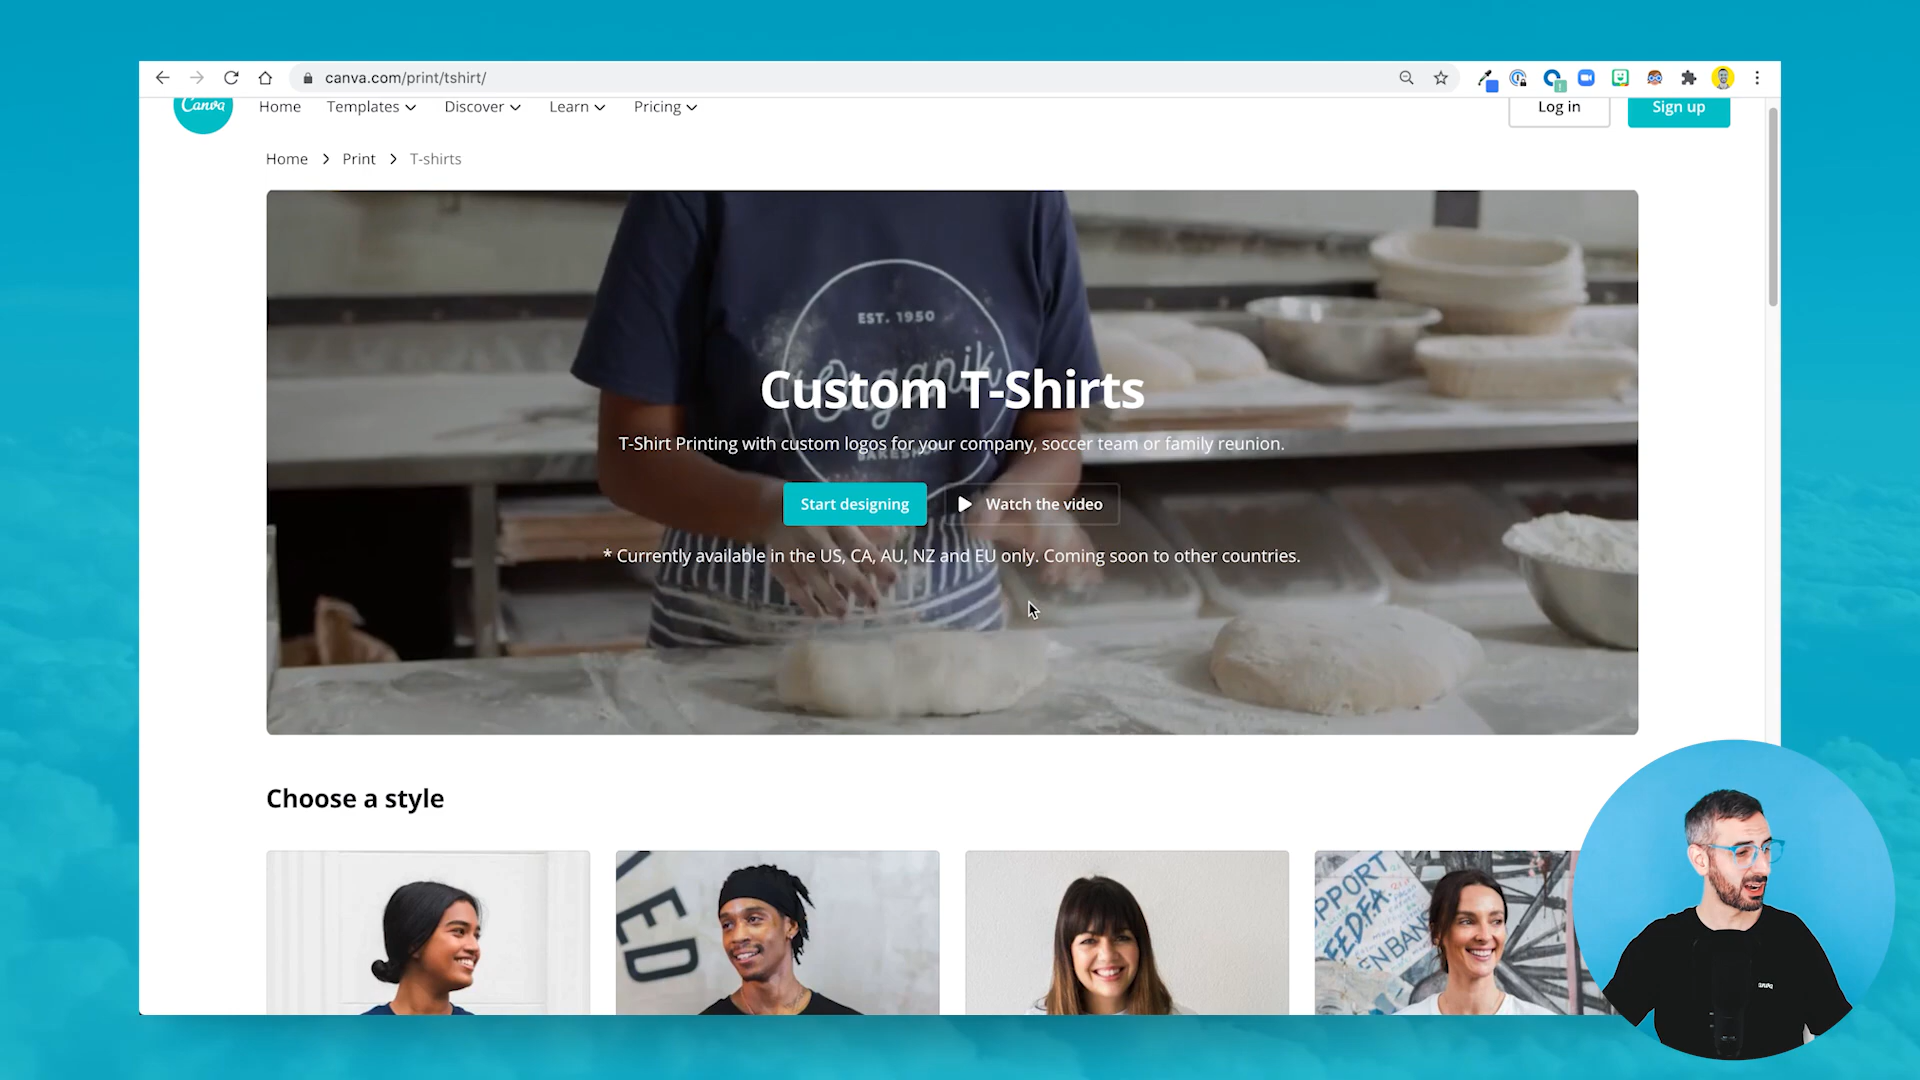 canva.com/print/tshirt/
Canva Home Templates Discover Learn Pricing Log in Sign up
Home Print T-shirts
EST. 1950
Organik
Custom T-Shirts
T-Shirt Printing with custom logos for your company, soccer team or family reunion.
BAKESHOP
Start designing Watch the video
* Currently available in the US, CA, AU, NZ and EU only. Coming soon to other countries.
Choose a style